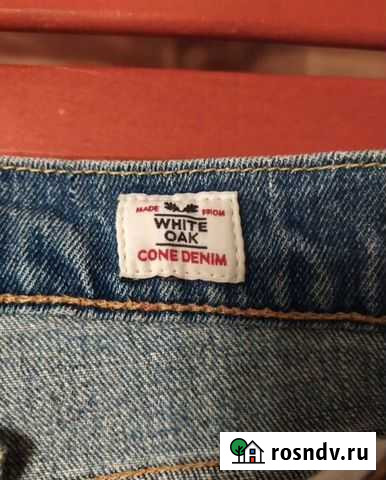 MADE FROM
WHITE
OAK
CONE DENIM
rosndv.ru